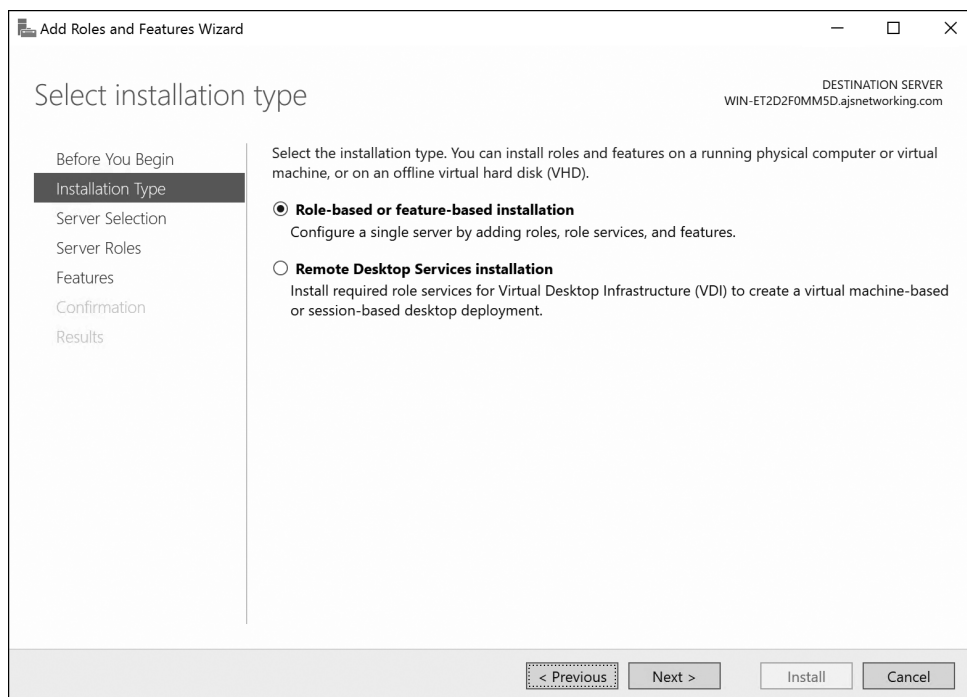 Add Roles and Features Wizard
Select installation type
DESTINATION SERVER
WIN-ET2D2F0MM5D.ajsnetworking.com
Before You Begin
Installation Type
Server Selection
Server Roles
Features
Confirmation
Results
Select the installation type. You can install roles and features on a running physical computer or virtual
machine, or on an offline virtual hard disk (VHD).
Role-based or feature-based installation
Configure a single server by adding roles, role services, and features.
Remote Desktop Services installation
Install required role services for Virtual Desktop Infrastructure (VDI) to create a virtual machine-based
or session-based desktop deployment.
< Previous
Next >
Install
Cancel